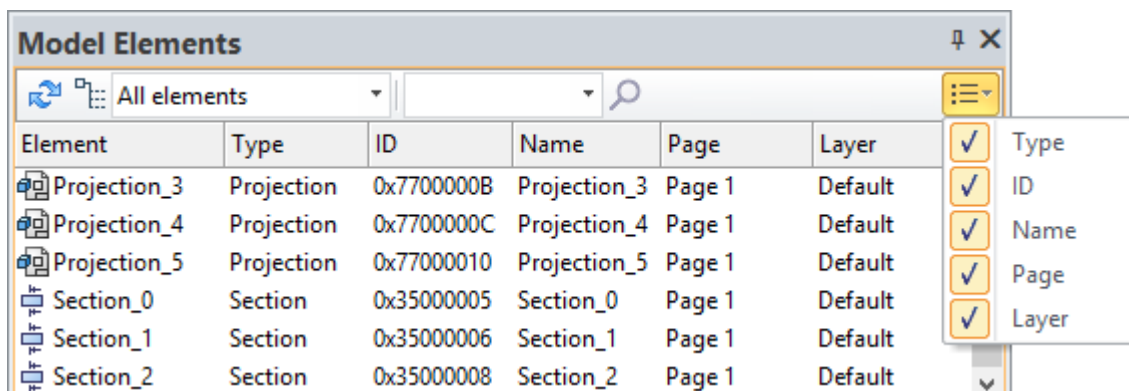 Model Elements
All elements
Element Type ID Name Page Layer
Projection_3 Projection 0x7700000B Projection_3 Page 1 Default
Projection_4 Projection 0x7700000C Projection_4 Page 1 Default
Projection_5 Projection 0x77000010 Projection_5 Page 1 Default
Section_0 Section 0x35000005 Section_0 Page 1 Default
Section_1 Section 0x35000006 Section_1 Page 1 Default
Section_2 Section 0x35000008 Section_2 Page 1 Default
Type
ID
Name
Page
Layer